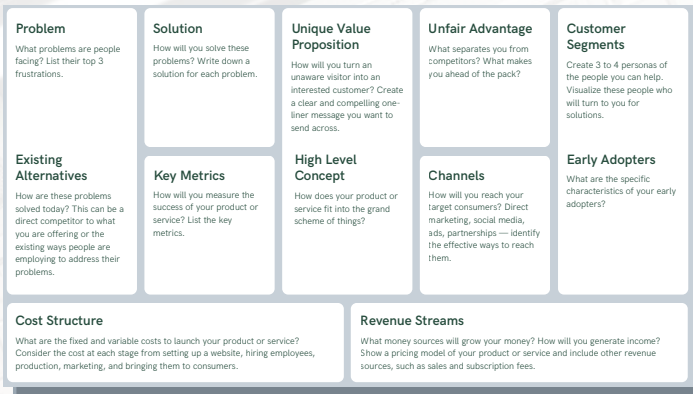 Problem
What problems are people
facing? List their top 3
frustrations.
Existing
Alternatives
How are these problems
solved today? This can be a
direct competitor to what
you are offering or the
existing ways people are
employing to address their
problems.
Solution
How will you solve these
problems? Write down a
solution for each problem.
Key Metrics
How will you measure the
success of your product or
service? List the key
metrics.
Unique Value
Proposition
How will you turn an
unaware visitor into an
interested customer? Create
a clear and compelling one-
liner message you want to
send across.
High Level
Concept
How does your product or
service fit into the grand
scheme of things?
Unfair Advantage
What separates you from
competitors? What makes
you ahead of the pack?
Channels
How will you reach your
target consumers? Direct
marketing, social media,
ads, partnerships — identify
the effective ways to reach
them.
Customer
Segments
Create 3 to 4 personas of
the people you can help.
Visualize these people who
will turn to you for
solutions.
Early Adopters
What are the specific
characteristics of your early
adopters?
Cost Structure
What are the fixed and variable costs to launch your product or service?
Consider the cost at each stage from setting up a website, hiring employees,
production, marketing, and bringing them to consumers.
Revenue Streams
What money sources will grow your money? How will you generate income?
Show a pricing model of your product or service and include other revenue
sources, such as sales and subscription fees.